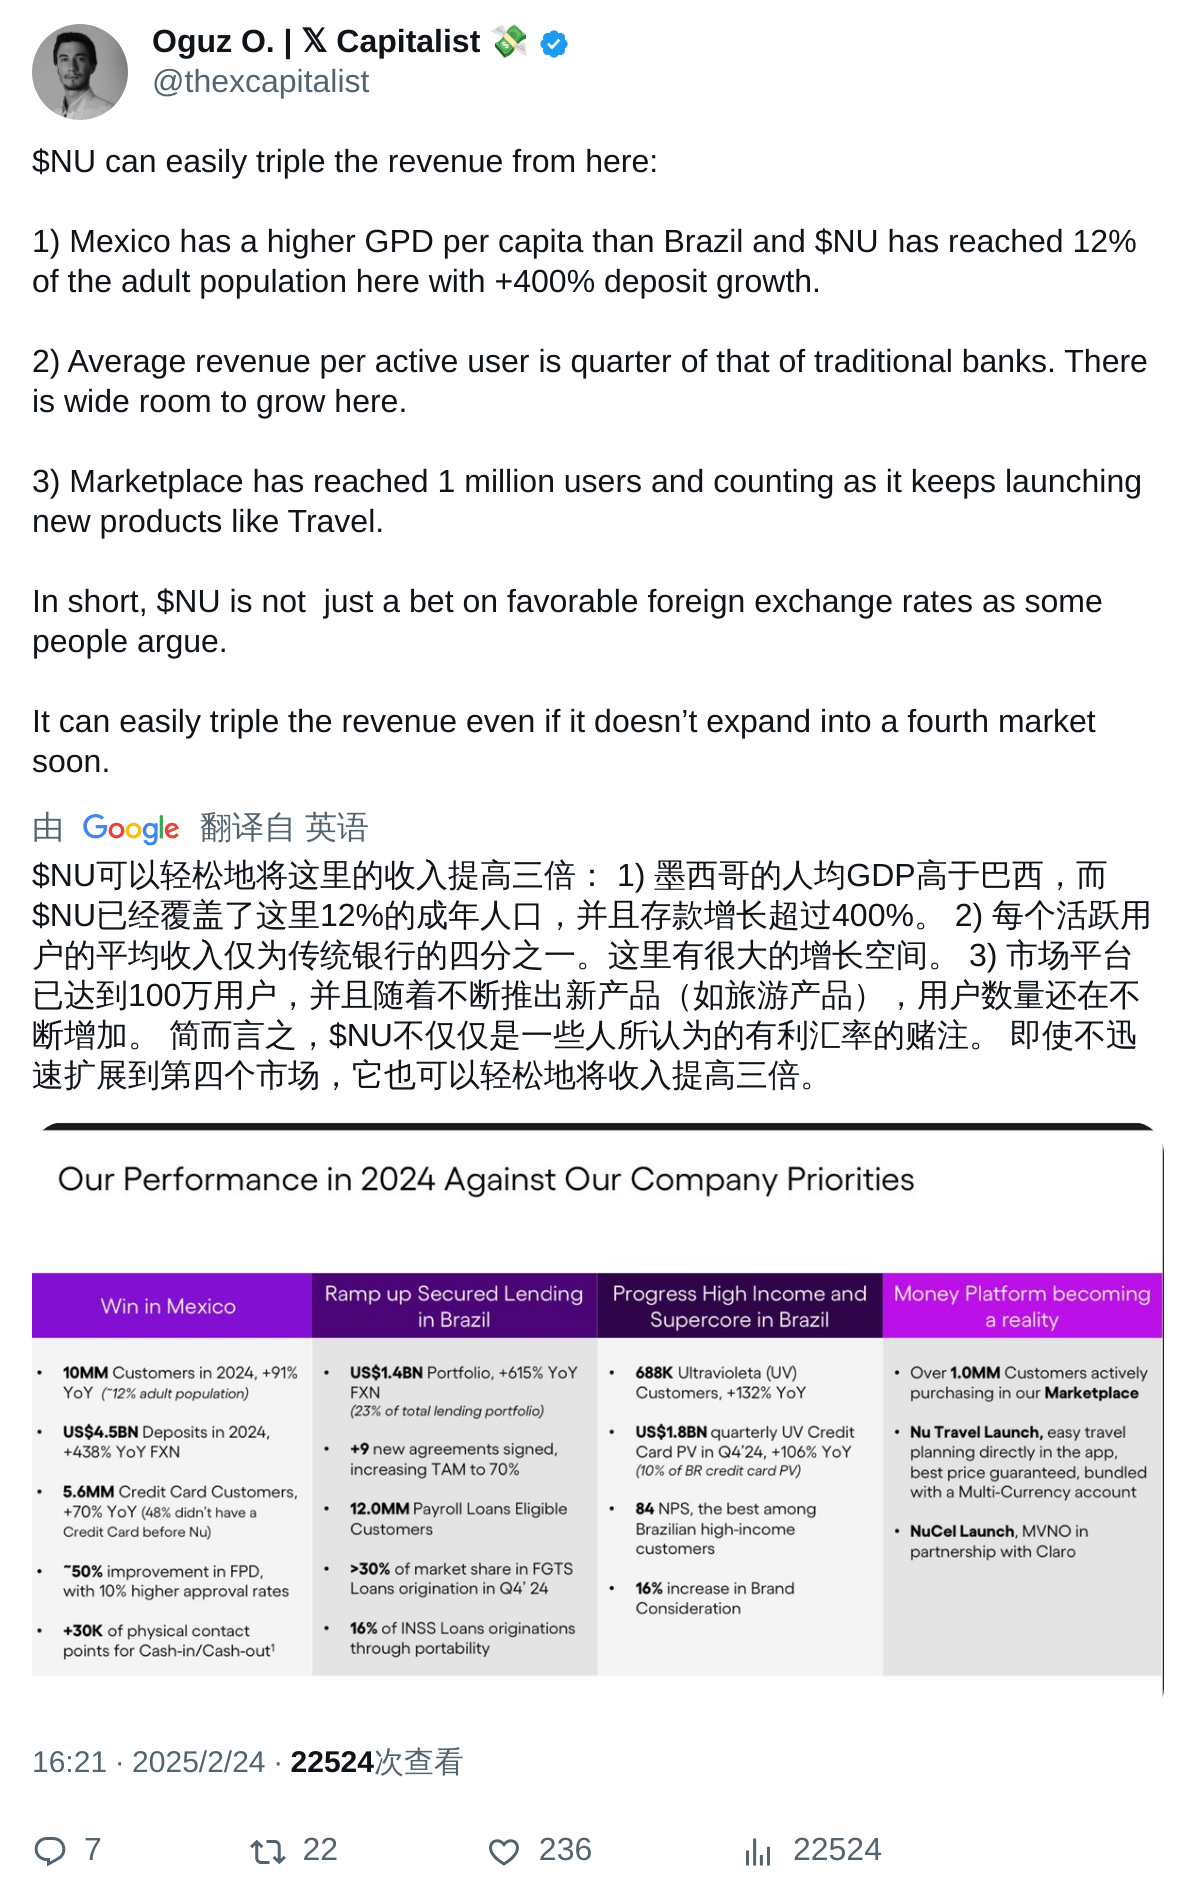 Oguz O. | 𝕏 Capitalist 💸
@thexcapitalist
$NU can easily triple the revenue from here:
1) Mexico has a higher GPD per capita than Brazil and $NU has reached 12%
of the adult population here with +400% deposit growth.
2) Average revenue per active user is quarter of that of traditional banks. There
is wide room to grow here.
3) Marketplace has reached 1 million users and counting as it keeps launching
new products like Travel.
In short, $NU is not  just a bet on favorable foreign exchange rates as some
people argue.
It can easily triple the revenue even if it doesn’t expand into a fourth market
soon.
由 Google 翻译自 英语
$NU可以轻松地将这里的收入提高三倍： 1) 墨西哥的人均GDP高于巴西，而
$NU已经覆盖了这里12%的成年人口，并且存款增长超过400%。 2) 每个活跃用
户的平均收入仅为传统银行的四分之一。这里有很大的增长空间。 3) 市场平台
已达到100万用户，并且随着不断推出新产品（如旅游产品），用户数量还在不
断增加。 简而言之，$NU不仅仅是一些人所认为的有利汇率的赌注。 即使不迅
速扩展到第四个市场，它也可以轻松地将收入提高三倍。
Our Performance in 2024 Against Our Company Priorities
Win in Mexico
• 10MM Customers in 2024, +91%
YoY (~12% adult population)
• US$4.5BN Deposits in 2024,
+438% YoY FXN
• 5.6MM Credit Card Customers,
+70% YoY (48% didn't have a
Credit Card before Nu)
• ~50% improvement in FPD,
with 10% higher approval rates
• +30K of physical contact
points for Cash-in/Cash-out¹
Ramp up Secured Lending
in Brazil
• US$1.4BN Portfolio, +615% YoY
FXN
(23% of total lending portfolio)
• +9 new agreements signed,
increasing TAM to 70%
• 12.0MM Payroll Loans Eligible
Customers
• >30% of market share in FGTS
Loans origination in Q4' 24
• 16% of INSS Loans originations
through portability
Progress High Income and
Supercore in Brazil
• 688K Ultravioleta (UV)
Customers, +132% YoY
• US$1.8BN quarterly UV Credit
Card PV in Q4'24, +106% YoY
(10% of BR credit card PV)
• 84 NPS, the best among
Brazilian high-income
customers
• 16% increase in Brand
Consideration
Money Platform becoming
a reality
• Over 1.0MM Customers actively
purchasing in our Marketplace
• Nu Travel Launch, easy travel
planning directly in the app,
best price guaranteed, bundled
with a Multi-Currency account
• NuCel Launch, MVNO in
partnership with Claro
16:21 · 2025/2/24 · 22524次查看
7 22 236 22524